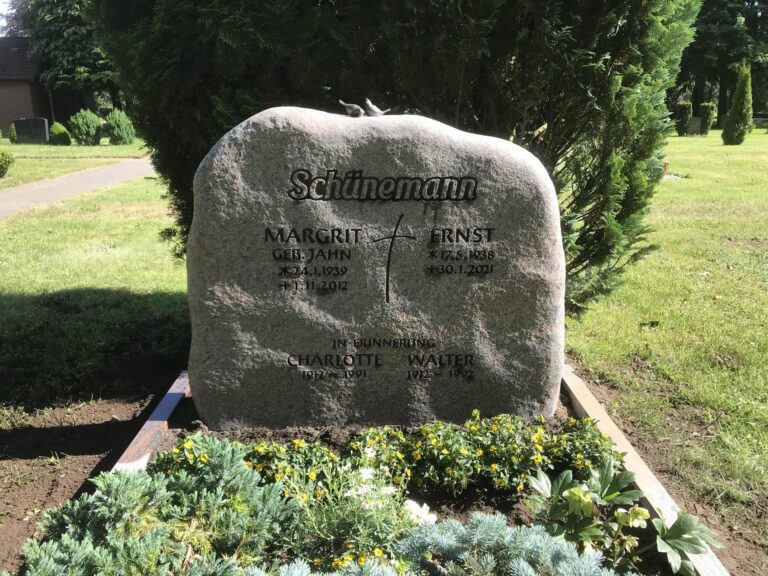 Schünemann
MARGRIT ERNST
GEB. JAHN *17.5.1938
*24.1.1939 +30.1.2021
+1.11.2012
IN ERINNERUNG
CHARLOTTE WALTER
1912–1991 1912–1992